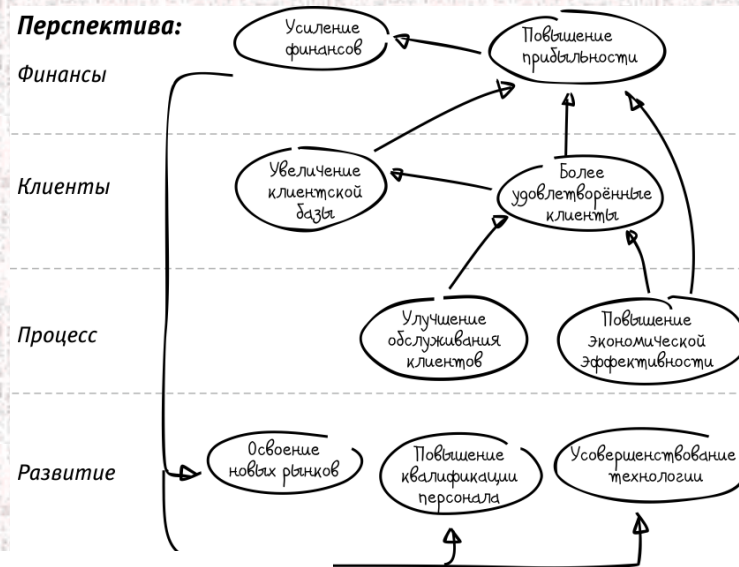 Перспектива:
Финансы
Усиление
финансов
Повышение
прибыльности
Клиенты
Увеличение
клиентской
базы
Более
удовлетворённые
клиенты
Процесс
Улучшение
обслуживания
клиентов
Повышение
экономической
эффективности
Развитие
Освоение
новых рынков
Повышение
квалификации
персонала
Усовершенствование
технологии